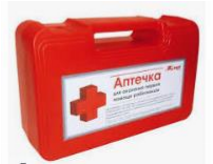 Аптечка
для оказания первой
помощи работникам